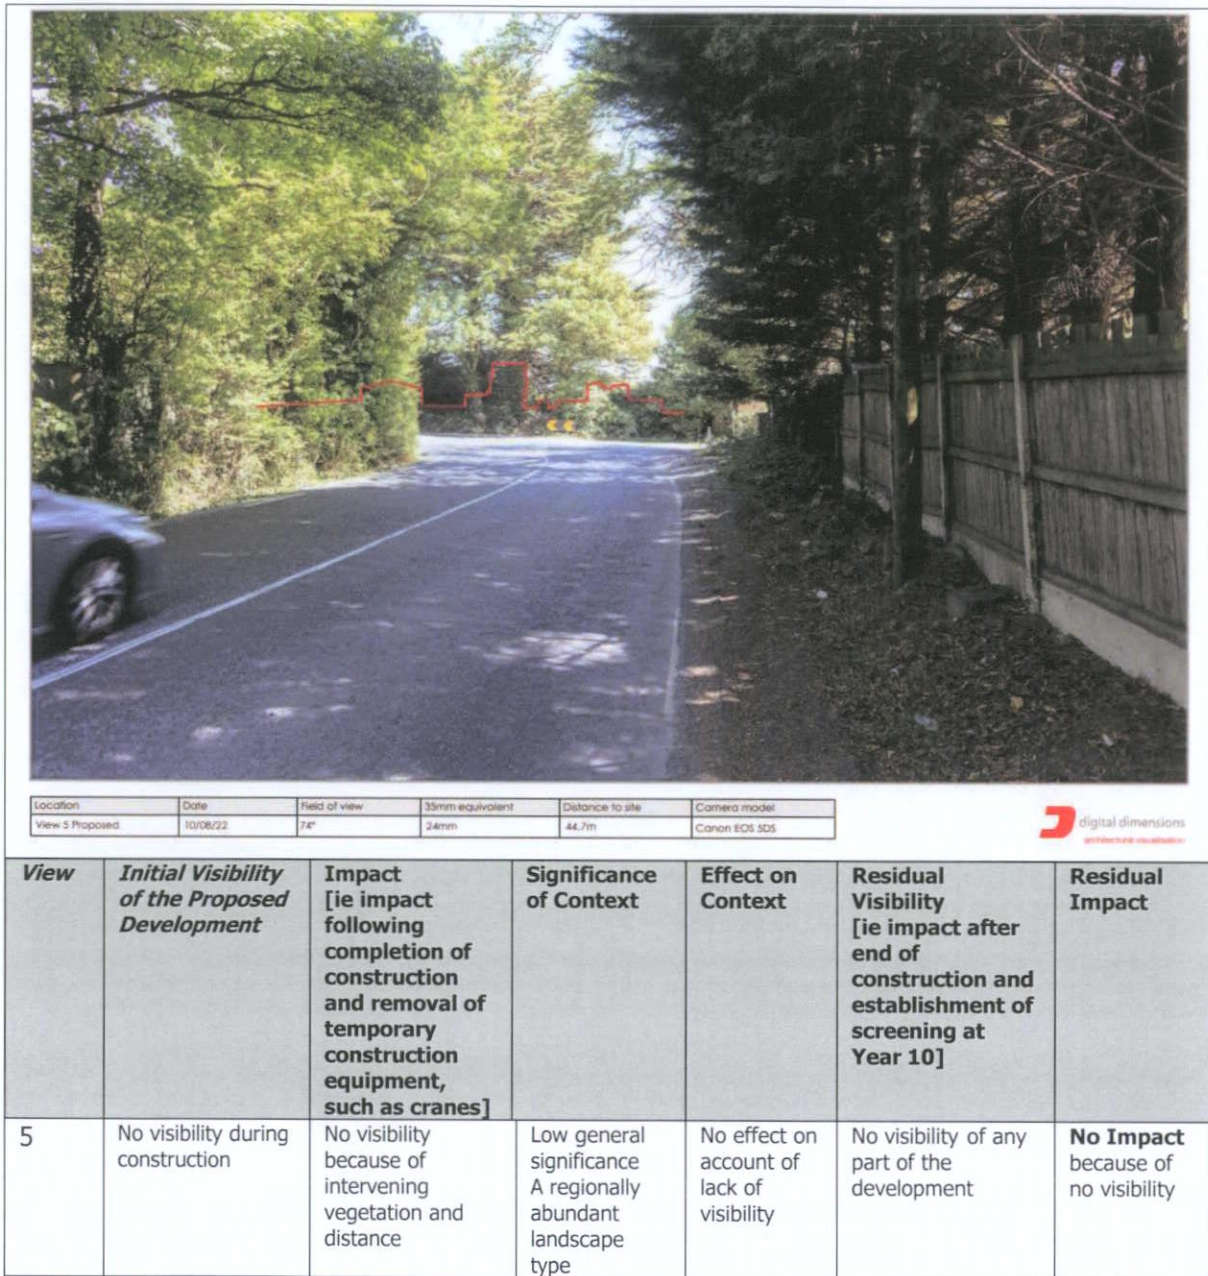 Location Date Field of view 35mm equivalent Distance to site Camera model
View 5 Proposed 10/08/22 74° 24mm 44.7m Canon EOS 5DS
digital dimensions
architectural visualisation
View
Initial Visibility
of the Proposed
Development
Impact
[ie impact
following
completion of
construction
and removal of
temporary
construction
equipment,
such as cranes]
Significance
of Context
Effect on
Context
Residual
Visibility
[ie impact after
end of
construction and
establishment of
screening at
Year 10]
Residual
Impact
5
No visibility during
construction
No visibility
because of
intervening
vegetation and
distance
Low general
significance
A regionally
abundant
landscape
type
No effect on
account of
lack of
visibility
No visibility of any
part of the
development
No Impact
because of
no visibility